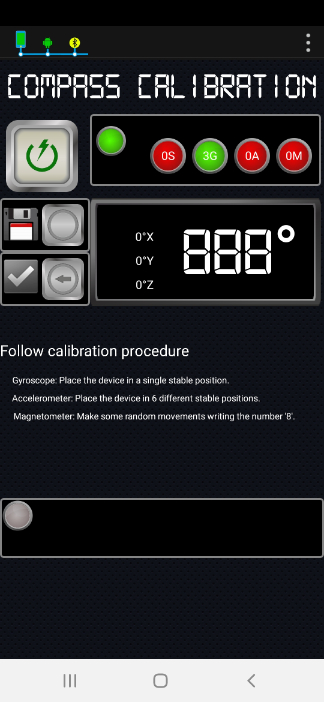 COMPASS CALIBRATION
0S 3G 0A 0M
0°X
0°Y
0°Z
888°
Follow calibration procedure
Gyroscope: Place the device in a single stable position.
Accelerometer: Place the device in 6 different stable positions.
Magnetometer: Make some random movements writing the number '8'.